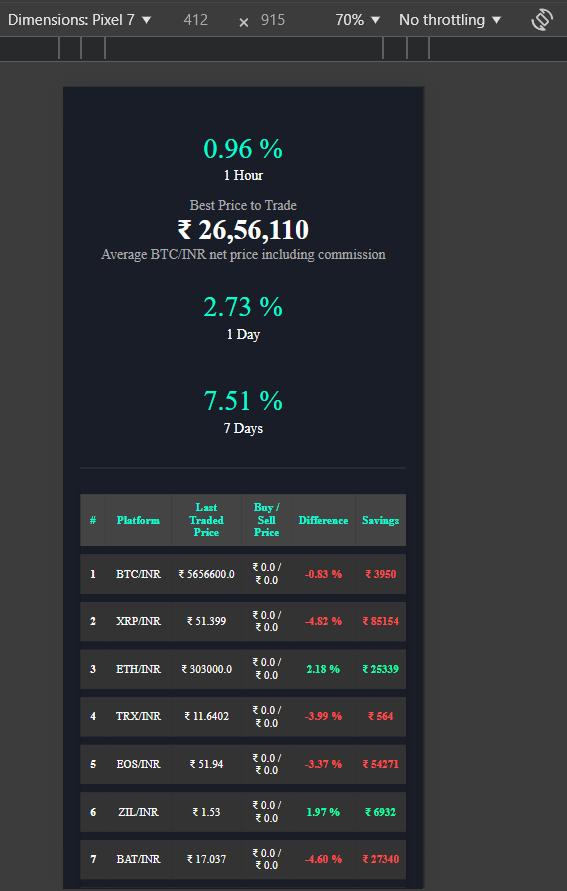 Dimensions: Pixel 7 ▼ 412 × 915 70% ▼ No throttling ▼
0.96 %
1 Hour
Best Price to Trade
₹ 26,56,110
Average BTC/INR net price including commission
2.73 %
1 Day
7.51 %
7 Days
# Platform Last Traded Price Buy / Sell Price Difference Savings
1 BTC/INR ₹ 5656600.0 ₹ 0.0 / ₹ 0.0 -0.83 % ₹ 3950
2 XRP/INR ₹ 51.399 ₹ 0.0 / ₹ 0.0 -4.82 % ₹ 85154
3 ETH/INR ₹ 303000.0 ₹ 0.0 / ₹ 0.0 2.18 % ₹ 25339
4 TRX/INR ₹ 11.6402 ₹ 0.0 / ₹ 0.0 -3.99 % ₹ 564
5 EOS/INR ₹ 51.94 ₹ 0.0 / ₹ 0.0 -3.37 % ₹ 54271
6 ZIL/INR ₹ 1.53 ₹ 0.0 / ₹ 0.0 1.97 % ₹ 6932
7 BAT/INR ₹ 17.037 ₹ 0.0 / ₹ 0.0 -4.60 % ₹ 27340